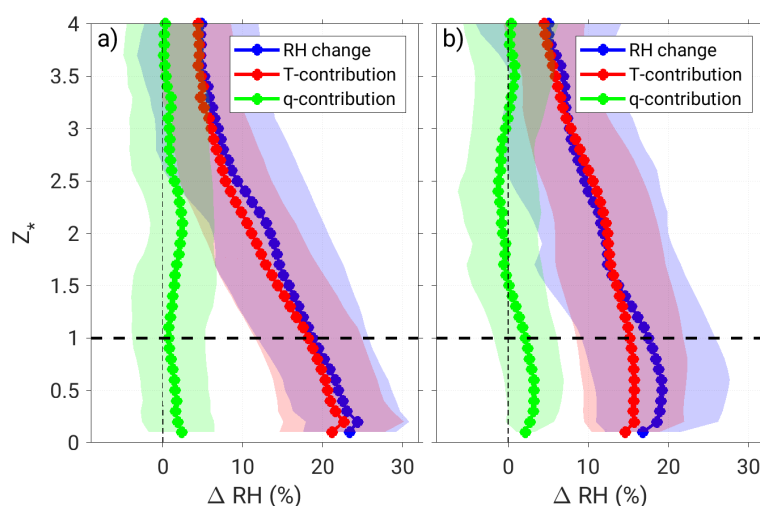 a)
RH change
T-contribution
q-contribution
b)
RH change
T-contribution
q-contribution
4
3.5
3
2.5
2
1.5
1
0.5
0
Z*
0 10 20 30
0 10 20 30
Δ RH (%)
Δ RH (%)